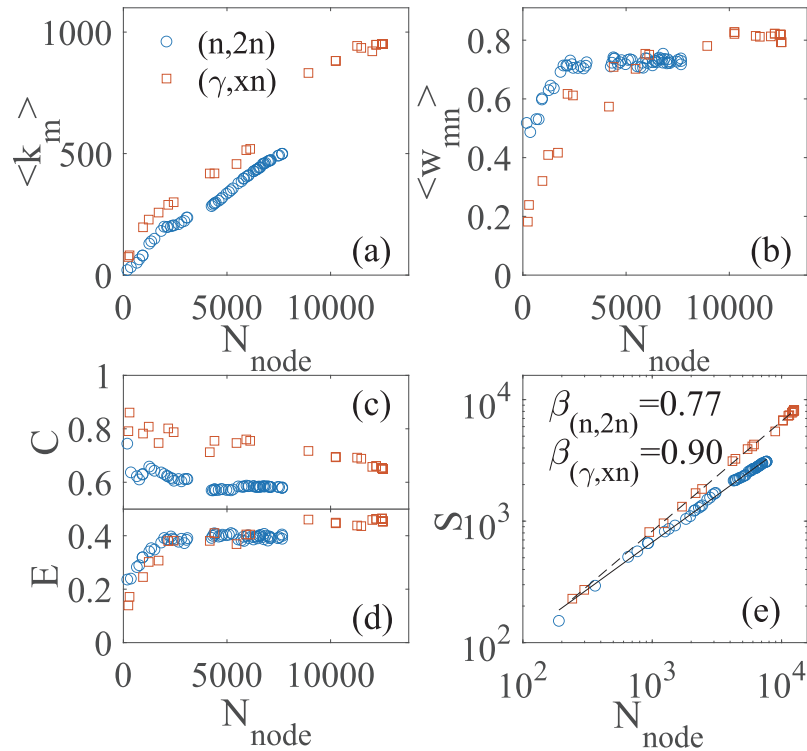 1000
500
0
<k_m>
(n,2n)
(γ,xn)
(a)
0 5000 10000
N_node
0.8
0.6
0.4
0.2
0
<w_mn>
(b)
0 5000 10000
N_node
1
0.8
0.6
C
(c)
0.4
0.2
0
E
(d)
0 5000 10000
N_node
10^4
10^3
10^2
S
β_(n,2n)=0.77
β_(γ,xn)=0.90
(e)
10^2 10^3 10^4
N_node